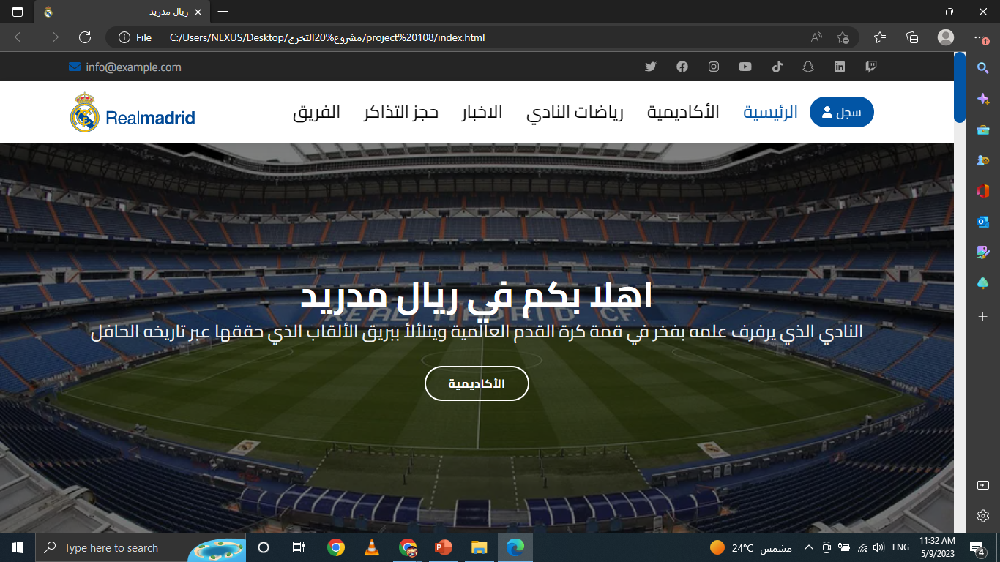 ريال مدريد
File
C:/Users/NEXUS/Desktop/مشروع%20التخرج/project%20108/index.html
info@example.com
Realmadrid
سجل
الرئيسية
الأكاديمية
رياضات النادي
الاخبار
حجز التذاكر
الفريق
اهلا بكم في ريال مدريد
REAL MADRID C.F.
النادي الذي يرفرف علمه بفخر في قمة كرة القدم العالمية ويتلألأ ببريق الألقاب الذي حققها عبر تاريخه الحافل
الأكاديمية
Type here to search
24°C مشمس
ENG
11:32 AM
5/9/2023
4